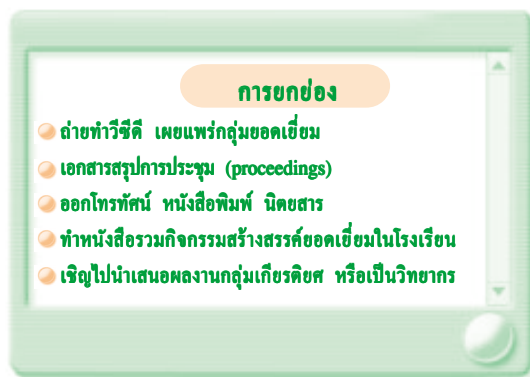 การยกย่อง
ถ่ายทำวีซีดี เผยแพร่กลุ่มยอดเยี่ยม
เอกสารสรุปการประชุม (proceedings)
ออกโทรทัศน์ หนังสือพิมพ์ นิตยสาร
ทำหนังสือรวมกิจกรรมสร้างสรรค์ยอดเยี่ยมในโรงเรียน
เชิญไปนำเสนอผลงานกลุ่มเกียรติยศ หรือเป็นวิทยากร